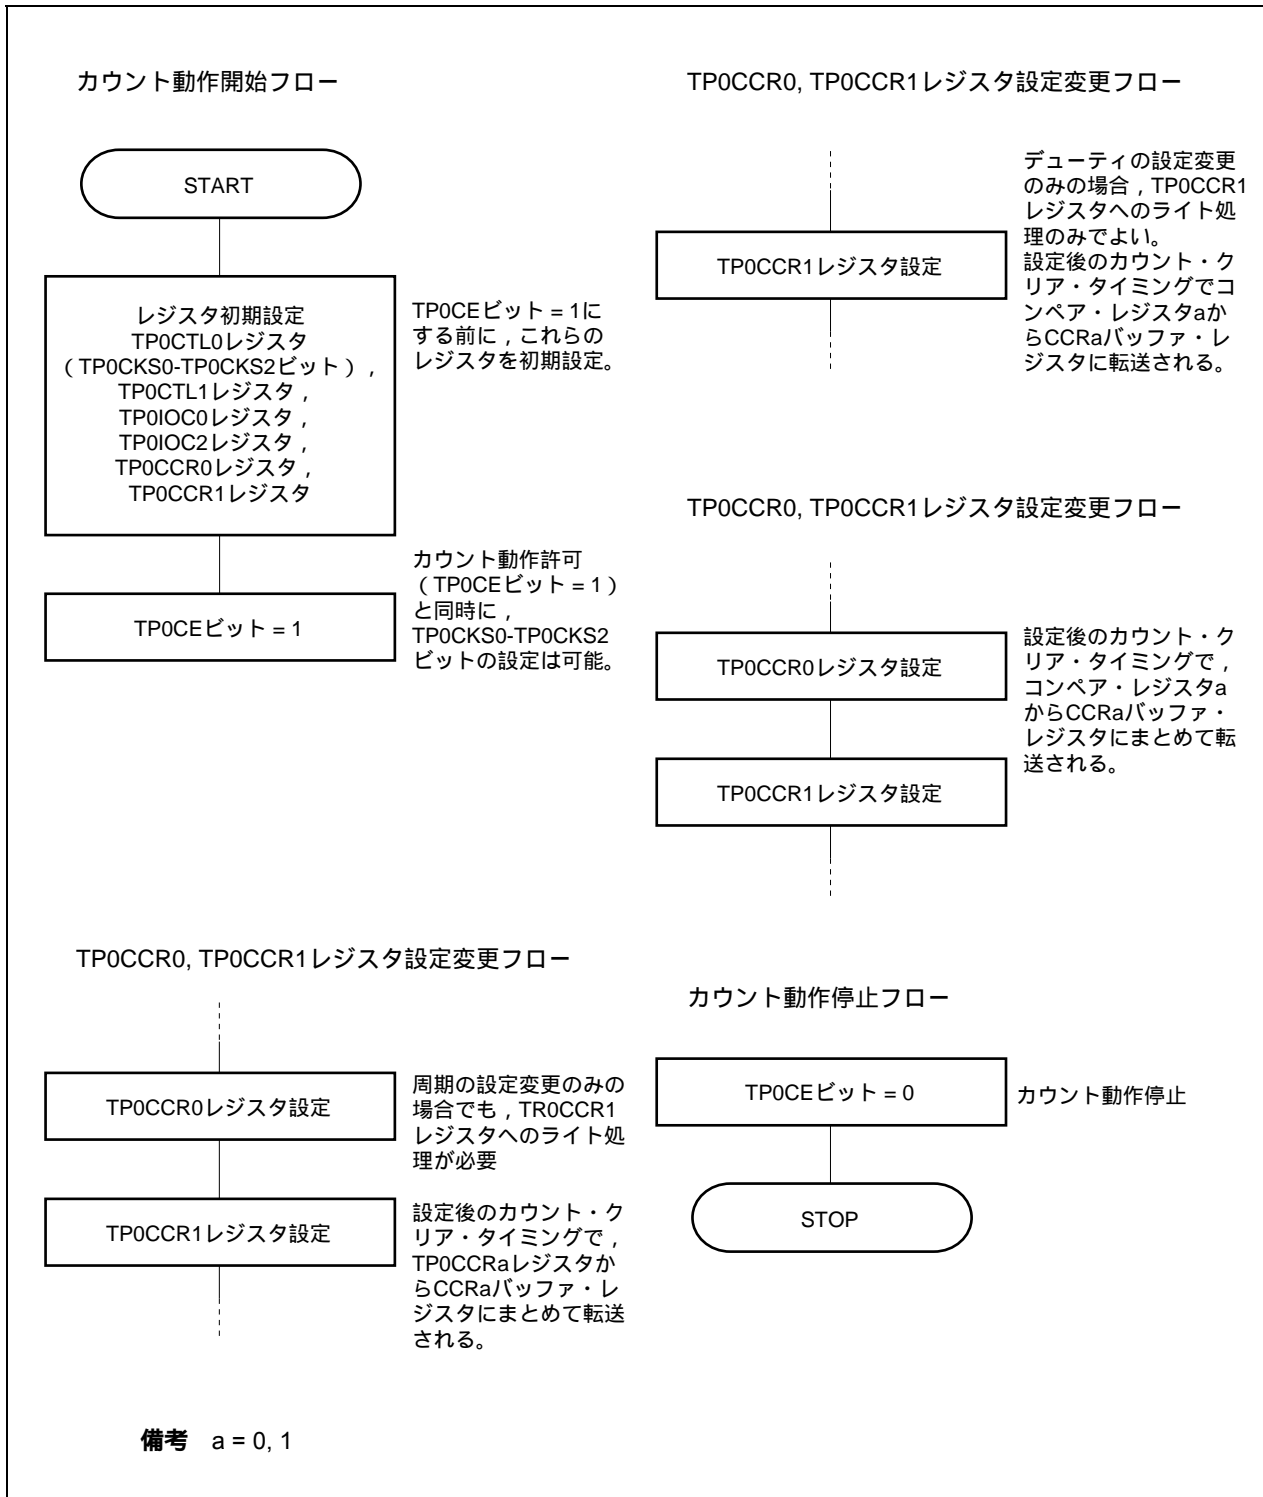 カウント動作開始フロー
START
レジスタ初期設定
TP0CTL0レジスタ
（TP0CKS0-TP0CKS2ビット），
TP0CTL1レジスタ，
TP0IOC0レジスタ，
TP0IOC2レジスタ，
TP0CCR0レジスタ，
TP0CCR1レジスタ
TP0CEビット = 1に
する前に，これらの
レジスタを初期設定。
TP0CEビット = 1
カウント動作許可
（TP0CEビット = 1）
と同時に，
TP0CKS0-TP0CKS2
ビットの設定は可能。
TP0CCR0, TP0CCR1レジスタ設定変更フロー
TP0CCR0レジスタ設定
周期の設定変更のみの
場合でも，TR0CCR1
レジスタへのライト処
理が必要
TP0CCR1レジスタ設定
設定後のカウント・ク
リア・タイミングで，
TP0CCRaレジスタか
らCCRaバッファ・レ
ジスタにまとめて転送
される。
TP0CCR0, TP0CCR1レジスタ設定変更フロー
TP0CCR1レジスタ設定
デューティの設定変更
のみの場合，TP0CCR1
レジスタへのライト処
理のみでよい。
設定後のカウント・ク
リア・タイミングでコ
ンペア・レジスタaか
らCCRaバッファ・レ
ジスタに転送される。
TP0CCR0, TP0CCR1レジスタ設定変更フロー
TP0CCR0レジスタ設定
設定後のカウント・ク
リア・タイミングで，
コンペア・レジスタa
からCCRaバッファ・
レジスタにまとめて転
送される。
TP0CCR1レジスタ設定
カウント動作停止フロー
TP0CEビット = 0
カウント動作停止
STOP
備考 a = 0, 1